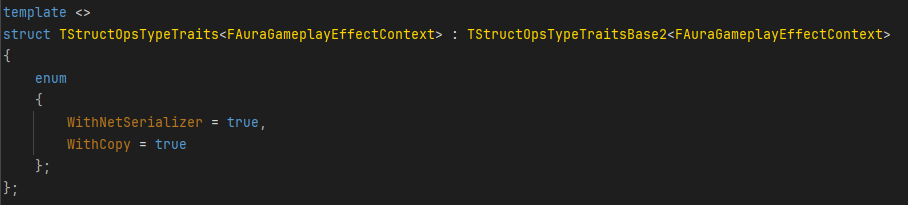 template <>
struct TStructOpsTypeTraits<FAuraGameplayEffectContext> : TStructOpsTypeTraitsBase2<FAuraGameplayEffectContext>
{
    enum
    {
        WithNetSerializer = true,
        WithCopy = true
    };
};